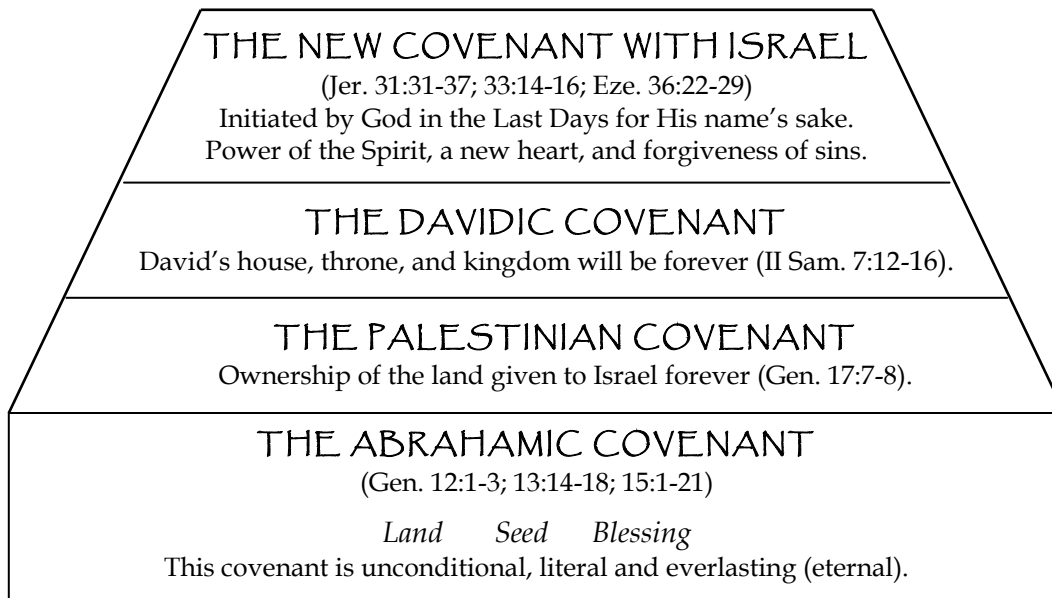 THE NEW COVENANT WITH ISRAEL
(Jer. 31:31-37; 33:14-16; Eze. 36:22-29)
Initiated by God in the Last Days for His name’s sake.
Power of the Spirit, a new heart, and forgiveness of sins.
THE DAVIDIC COVENANT
David’s house, throne, and kingdom will be forever (II Sam. 7:12-16).
THE PALESTINIAN COVENANT
Ownership of the land given to Israel forever (Gen. 17:7-8).
THE ABRAHAMIC COVENANT
(Gen. 12:1-3; 13:14-18; 15:1-21)
Land Seed Blessing
This covenant is unconditional, literal and everlasting (eternal).